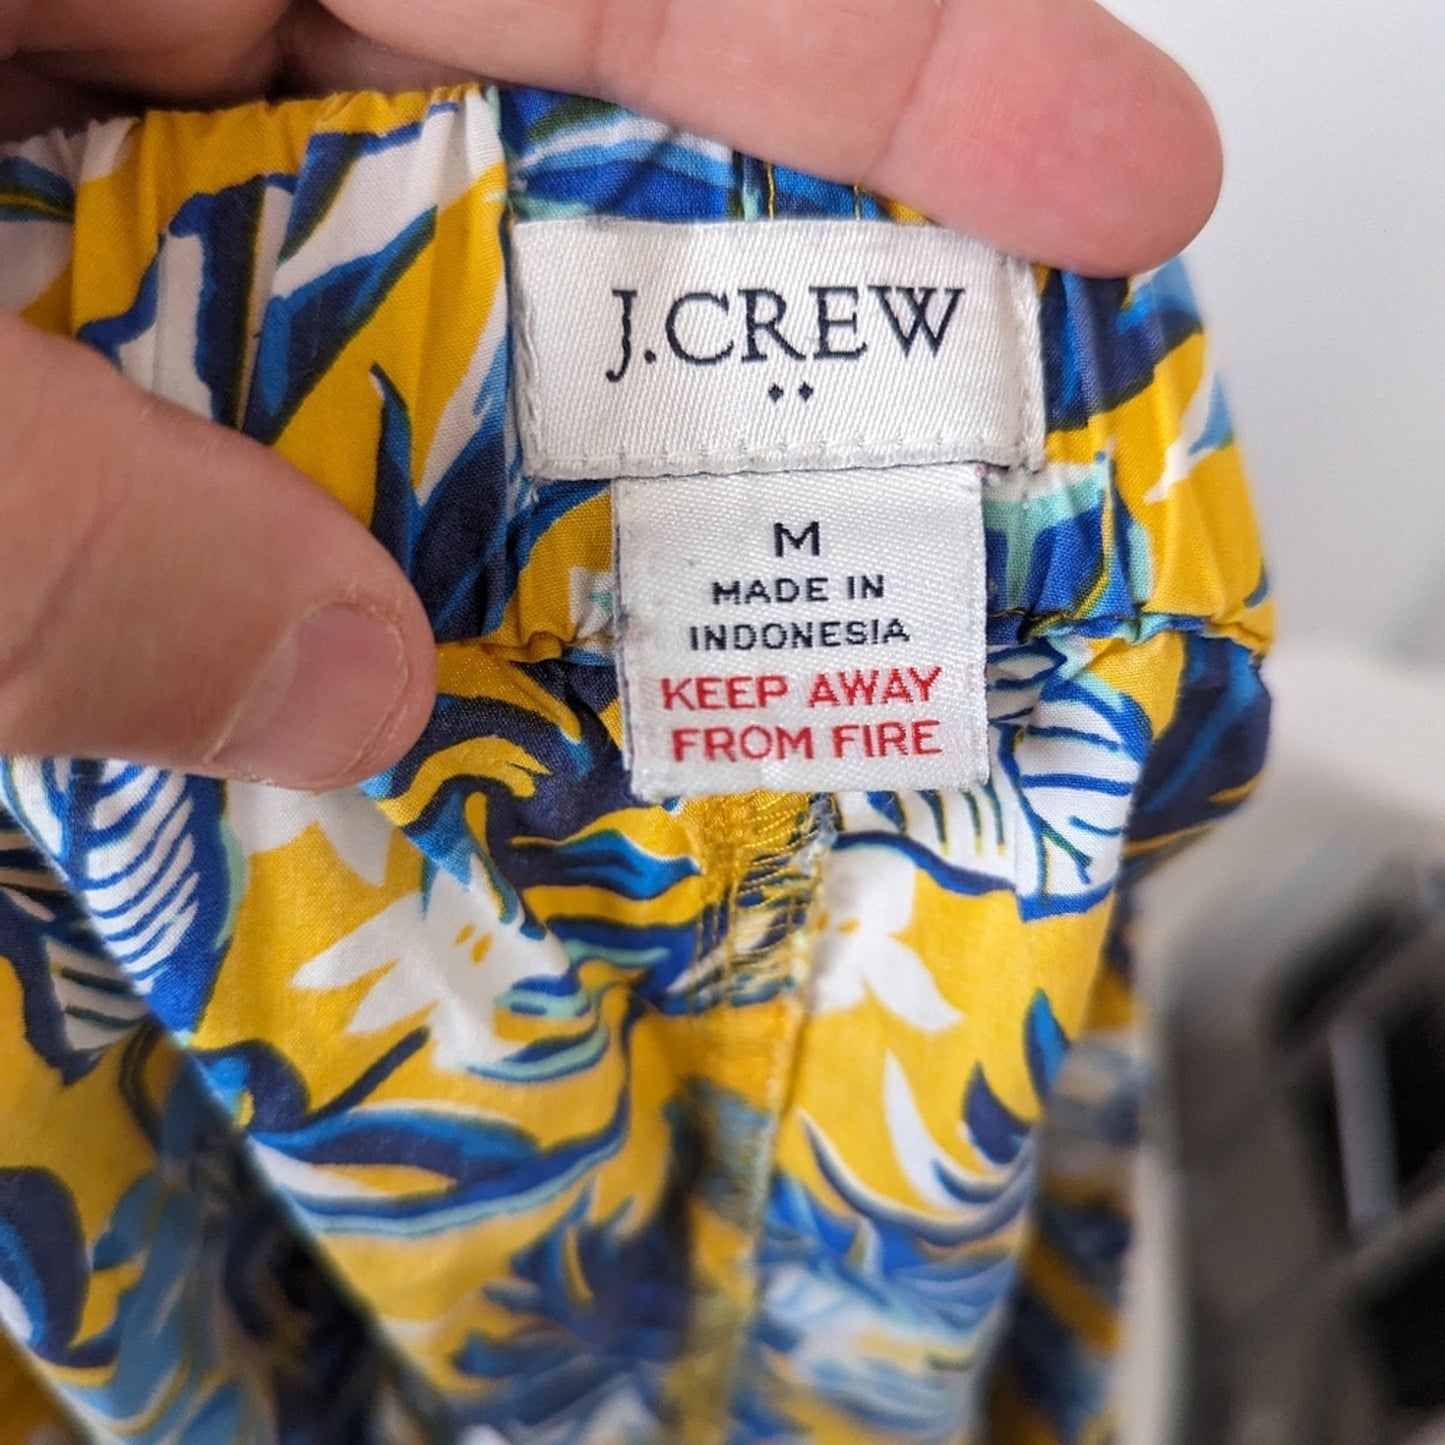 J.CREW
M
MADE IN
INDONESIA
KEEP AWAY
FROM FIRE